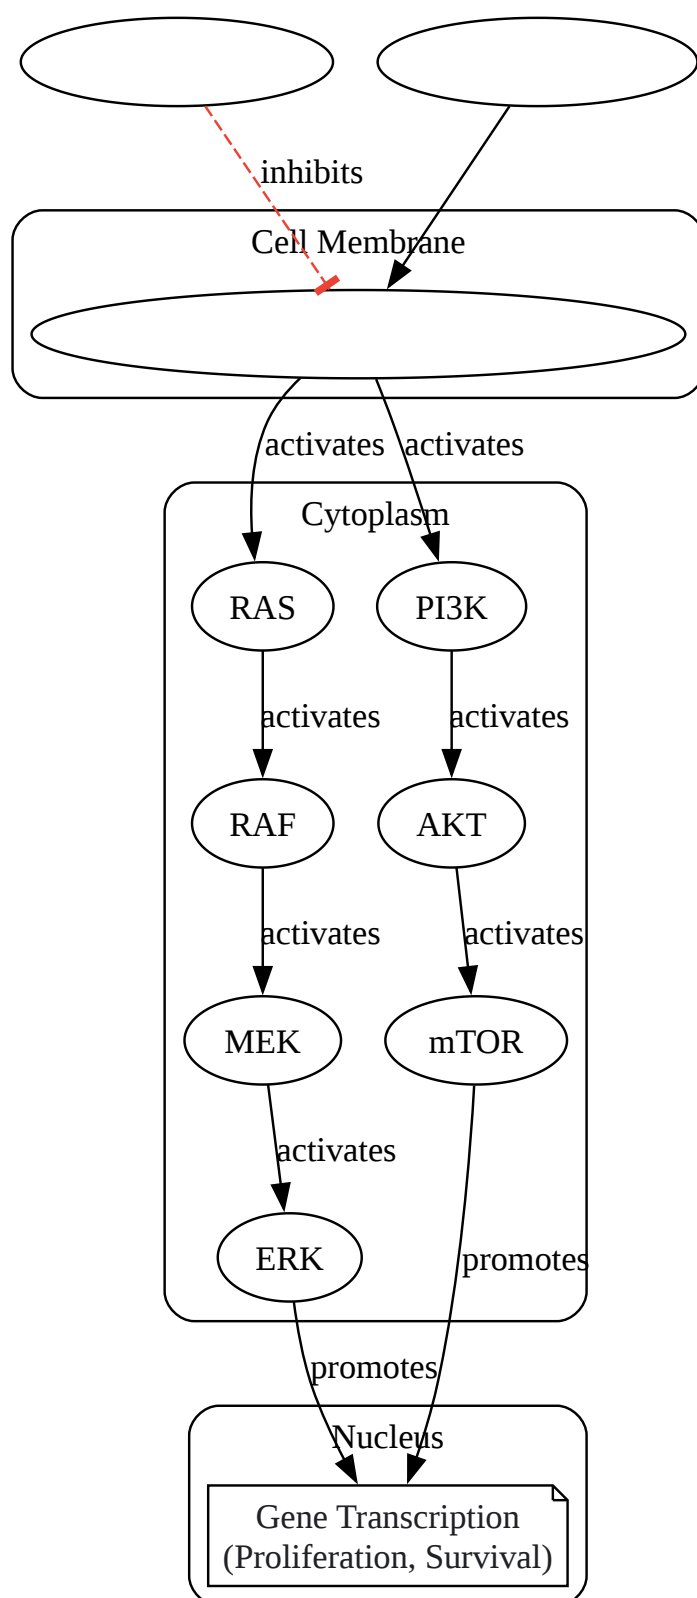 inhibits
Cell Membrane
activates activates
Cytoplasm
RAS PI3K
activates activates
RAF AKT
activates activates
MEK mTOR
activates
ERK
promotes
promotes
Nucleus
Gene Transcription
(Proliferation, Survival)